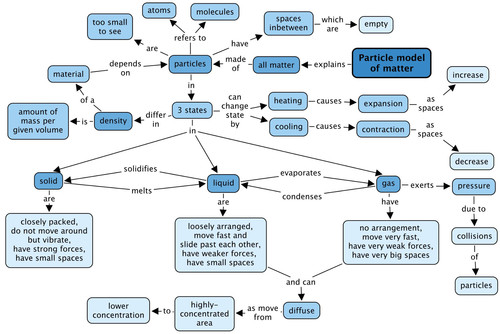 atoms
molecules
too small
to see
refers to
spaces
inbetween
which
are
empty
are
have
material
depends
on
particles
made
of
all matter
explains
Particle model
of matter
increase
in
of a
can
change
state
by
heating
causes
expansion
as
spaces
amount of
mass per
given volume
is
density
differ
in
3 states
cooling
causes
contraction
as
spaces
in
decrease
solidifies
evaporates
solid
melts
liquid
condenses
gas
exerts
pressure
are
are
have
due
to
closely packed,
do not move around
but vibrate,
have strong forces,
have small spaces
loosely arranged,
move fast and
slide past each other,
have weaker forces,
have small spaces
no arrangement,
move very fast,
have very weak forces,
have very big spaces
collisions
of
particles
and can
lower
concentration
to
highly-
concentrated
area
as move
from
diffuse